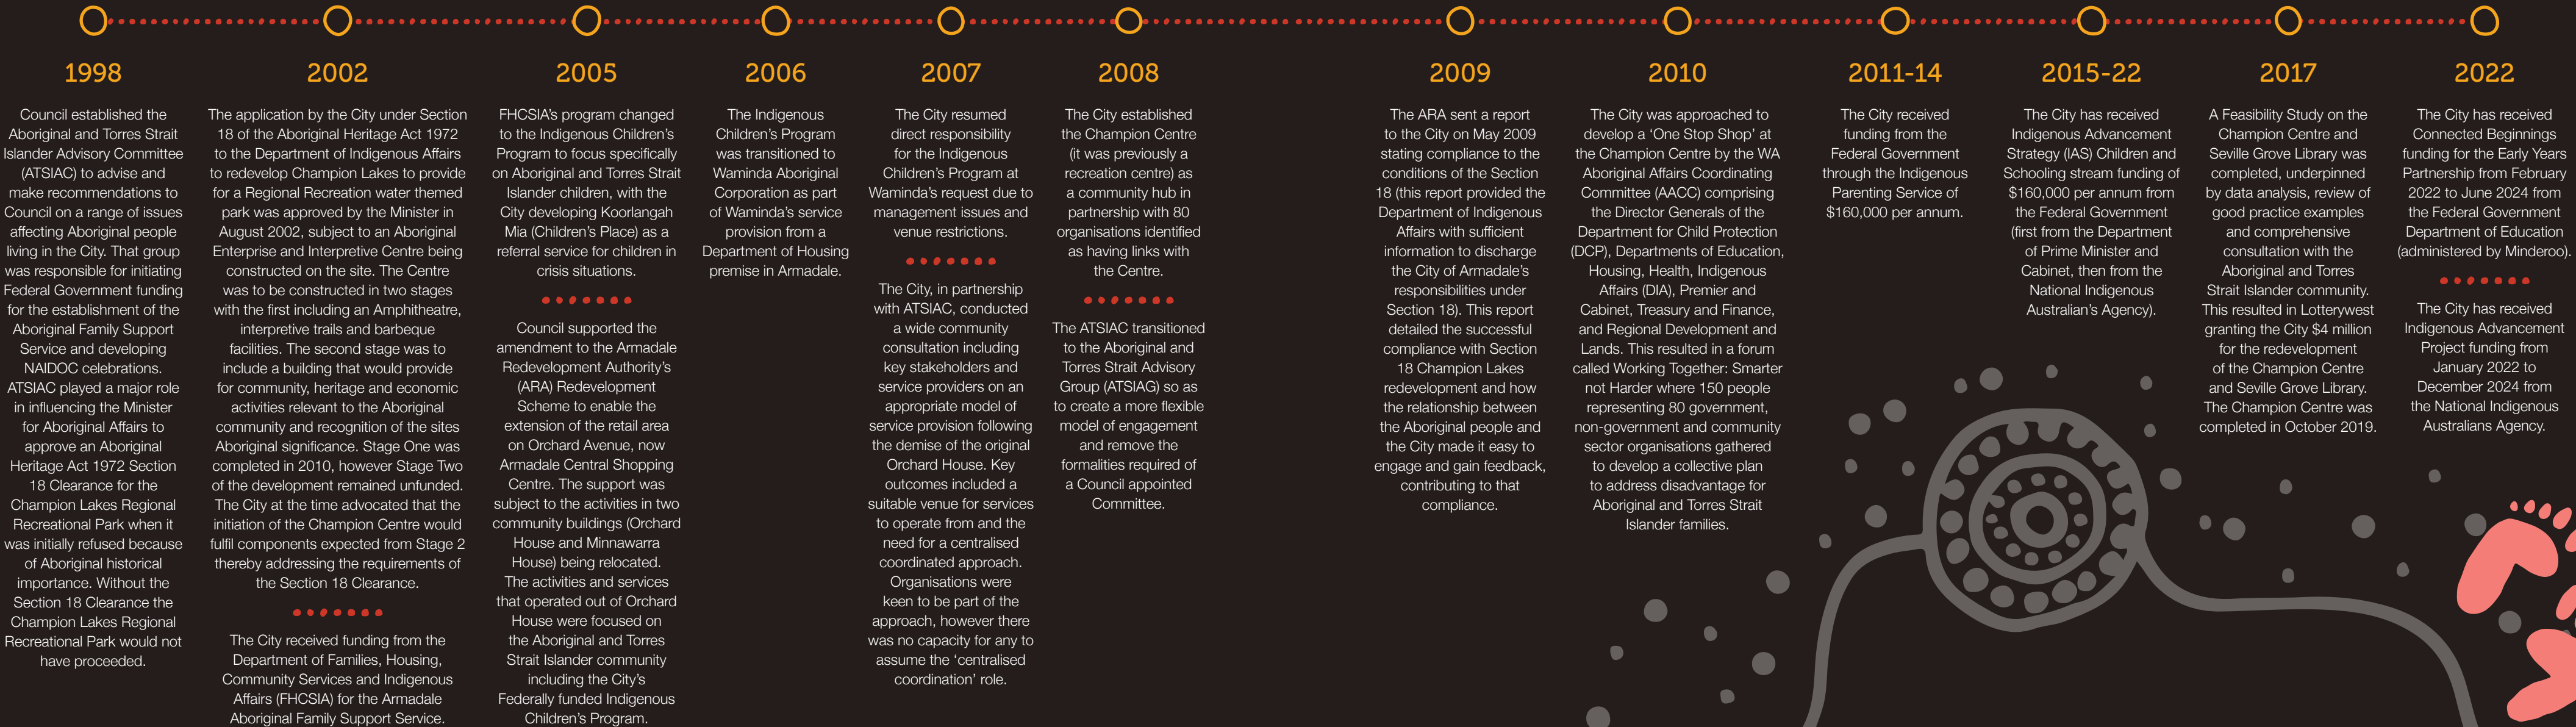 1998
Council established the
Aboriginal and Torres Strait
Islander Advisory Committee
(ATSIAC) to advise and
make recommendations to
Council on a range of issues
affecting Aboriginal people
living in the City. That group
was responsible for initiating
Federal Government funding
for the establishment of the
Aboriginal Family Support
Service and developing
NAIDOC celebrations.
ATSIAC played a major role
in influencing the Minister
for Aboriginal Affairs to
approve an Aboriginal
Heritage Act 1972 Section
18 Clearance for the
Champion Lakes Regional
Recreational Park when it
was initially refused because
of Aboriginal historical
importance. Without the
Section 18 Clearance the
Champion Lakes Regional
Recreational Park would not
have proceeded.
2002
The application by the City under Section
18 of the Aboriginal Heritage Act 1972
to the Department of Indigenous Affairs
to redevelop Champion Lakes to provide
for a Regional Recreation water themed
park was approved by the Minister in
August 2002, subject to an Aboriginal
Enterprise and Interpretive Centre being
constructed on the site. The Centre
was to be constructed in two stages
with the first including an Amphitheatre,
interpretive trails and barbeque
facilities. The second stage was to
include a building that would provide
for community, heritage and economic
activities relevant to the Aboriginal
community and recognition of the sites
Aboriginal significance. Stage One was
completed in 2010, however Stage Two
of the development remained unfunded.
The City at the time advocated that the
initiation of the Champion Centre would
fulfil components expected from Stage 2
thereby addressing the requirements of
the Section 18 Clearance.
The City received funding from the
Department of Families, Housing,
Community Services and Indigenous
Affairs (FHCSIA) for the Armadale
Aboriginal Family Support Service.
2005
FHCSIA's program changed
to the Indigenous Children's
Program to focus specifically
on Aboriginal and Torres Strait
Islander children, with the
City developing Koorlangah
Mia (Children's Place) as a
referral service for children in
crisis situations.
Council supported the
amendment to the Armadale
Redevelopment Authority's
(ARA) Redevelopment
Scheme to enable the
extension of the retail area
on Orchard Avenue, now
Armadale Central Shopping
Centre. The support was
subject to the activities in two
community buildings (Orchard
House and Minnawarra
House) being relocated.
The activities and services
that operated out of Orchard
House were focused on
the Aboriginal and Torres
Strait Islander community
including the City's
Federally funded Indigenous
Children's Program.
2006
The Indigenous
Children's Program
was transitioned to
Waminda Aboriginal
Corporation as part
of Waminda's service
provision from a
Department of Housing
premise in Armadale.
2007
The City resumed
direct responsibility
for the Indigenous
Children's Program at
Waminda's request due to
management issues and
venue restrictions.
The City, in partnership
with ATSIAC, conducted
a wide community
consultation including
key stakeholders and
service providers on an
appropriate model of
service provision following
the demise of the original
Orchard House. Key
outcomes included a
suitable venue for services
to operate from and the
need for a centralised
coordinated approach.
Organisations were
keen to be part of the
approach, however there
was no capacity for any to
assume the 'centralised
coordination' role.
2008
The City established
the Champion Centre
(it was previously a
recreation centre) as
a community hub in
partnership with 80
organisations identified
as having links with
the Centre.
The ATSIAC transitioned
to the Aboriginal and
Torres Strait Advisory
Group (ATSIAG) so as
to create a more flexible
model of engagement
and remove the
formalities required of
a Council appointed
Committee.
2009
The ARA sent a report
to the City on May 2009
stating compliance to the
conditions of the Section
18 (this report provided the
Department of Indigenous
Affairs with sufficient
information to discharge
the City of Armadale's
responsibilities under
Section 18). This report
detailed the successful
compliance with Section
18 Champion Lakes
redevelopment and how
the relationship between
the Aboriginal people and
the City made it easy to
engage and gain feedback,
contributing to that
compliance.
2010
The City was approached to
develop a 'One Stop Shop' at
the Champion Centre by the WA
Aboriginal Affairs Coordinating
Committee (AACC) comprising
the Director Generals of the
Department for Child Protection
(DCP), Departments of Education,
Housing, Health, Indigenous
Affairs (DIA), Premier and
Cabinet, Treasury and Finance,
and Regional Development and
Lands. This resulted in a forum
called Working Together: Smarter
not Harder where 150 people
representing 80 government,
non-government and community
sector organisations gathered
to develop a collective plan
to address disadvantage for
Aboriginal and Torres Strait
Islander families.
2011-14
The City received
funding from the
Federal Government
through the Indigenous
Parenting Service of
$160,000 per annum.
2015-22
The City has received
Indigenous Advancement
Strategy (IAS) Children and
Schooling stream funding of
$160,000 per annum from
the Federal Government
(first from the Department
of Prime Minister and
Cabinet, then from the
National Indigenous
Australian's Agency).
2017
A Feasibility Study on the
Champion Centre and
Seville Grove Library was
completed, underpinned
by data analysis, review of
good practice examples
and comprehensive
consultation with the
Aboriginal and Torres
Strait Islander community.
This resulted in Lotterywest
granting the City $4 million
for the redevelopment
of the Champion Centre
and Seville Grove Library.
The Champion Centre was
completed in October 2019.
2022
The City has received
Connected Beginnings
funding for the Early Years
Partnership from February
2022 to June 2024 from
the Federal Government
Department of Education
(administered by Minderoo).
The City has received
Indigenous Advancement
Project funding from
January 2022 to
December 2024 from
the National Indigenous
Australians Agency.